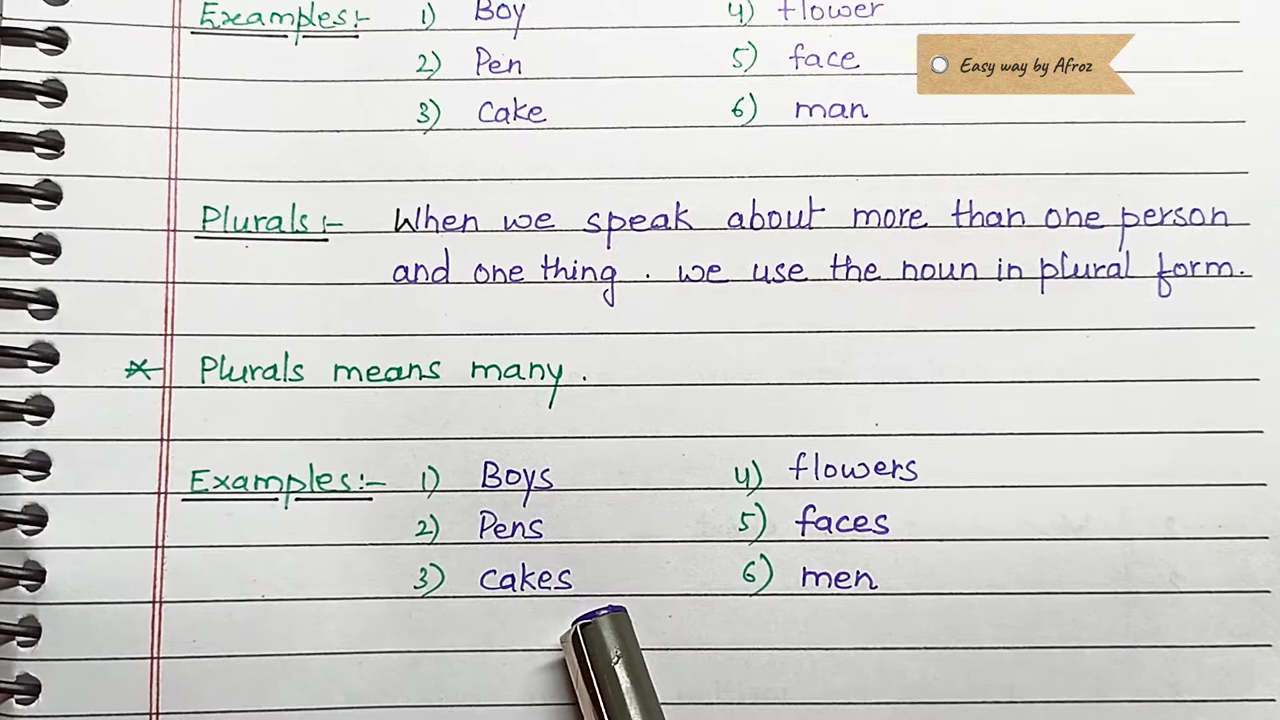 Examples:- 1) Boy 4) flower
2) Pen 5) face
Easy way by Afroz
3) Cake 6) man
Plurals:- When we speak about more than one person
and one thing. we use the noun in plural form.
* Plurals means many.
Examples:- 1) Boys 4) flowers
2) Pens 5) faces
3) Cakes 6) men